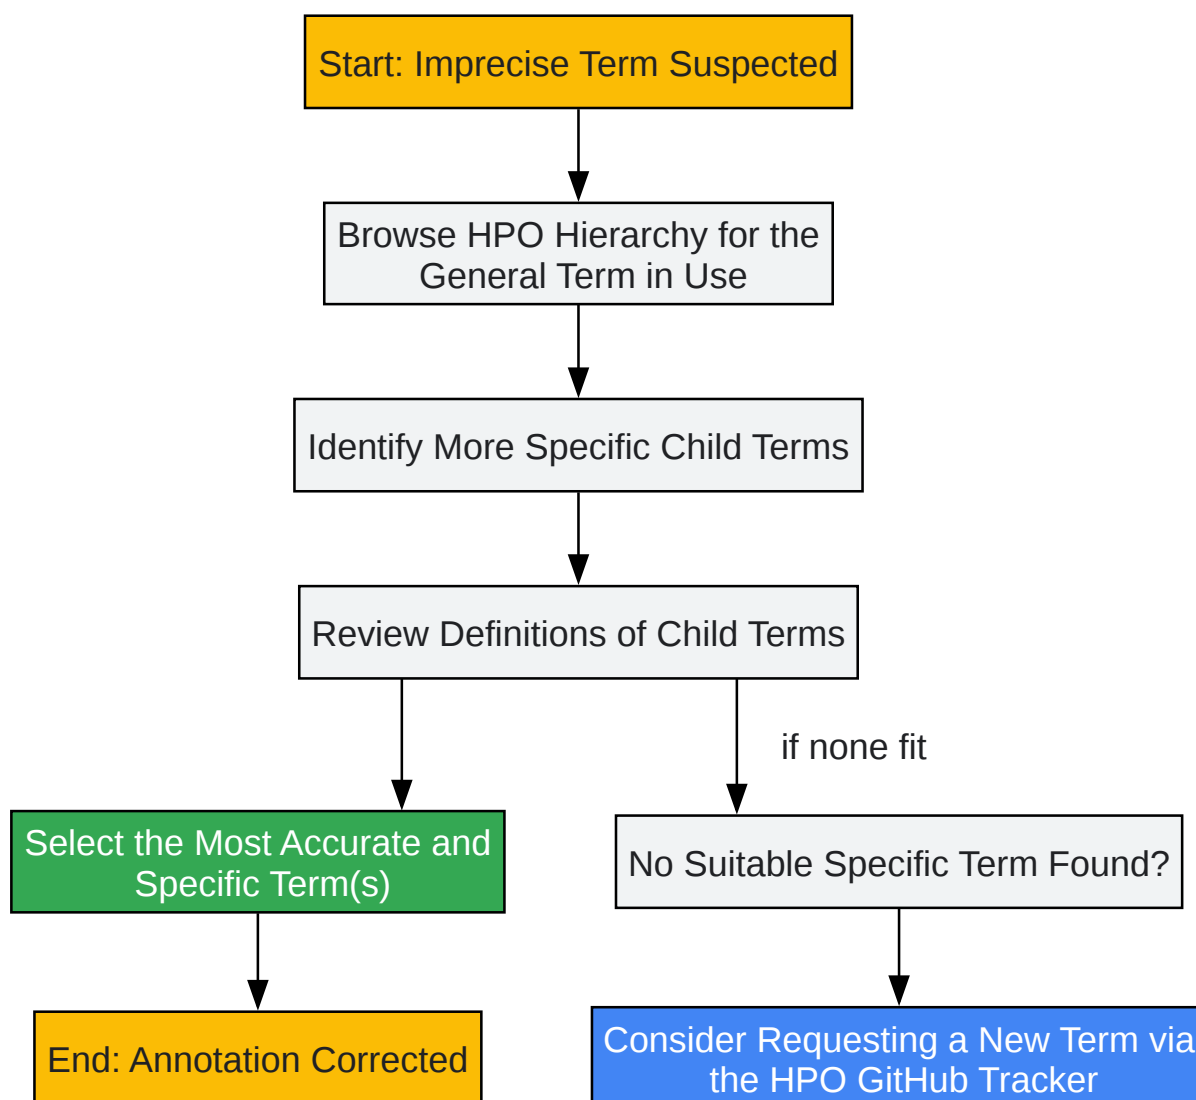 Start: Imprecise Term Suspected
Browse HPO Hierarchy for the
General Term in Use
Identify More Specific Child Terms
Review Definitions of Child Terms
if none fit
Select the Most Accurate and
Specific Term(s)
No Suitable Specific Term Found?
End: Annotation Corrected
Consider Requesting a New Term via
the HPO GitHub Tracker